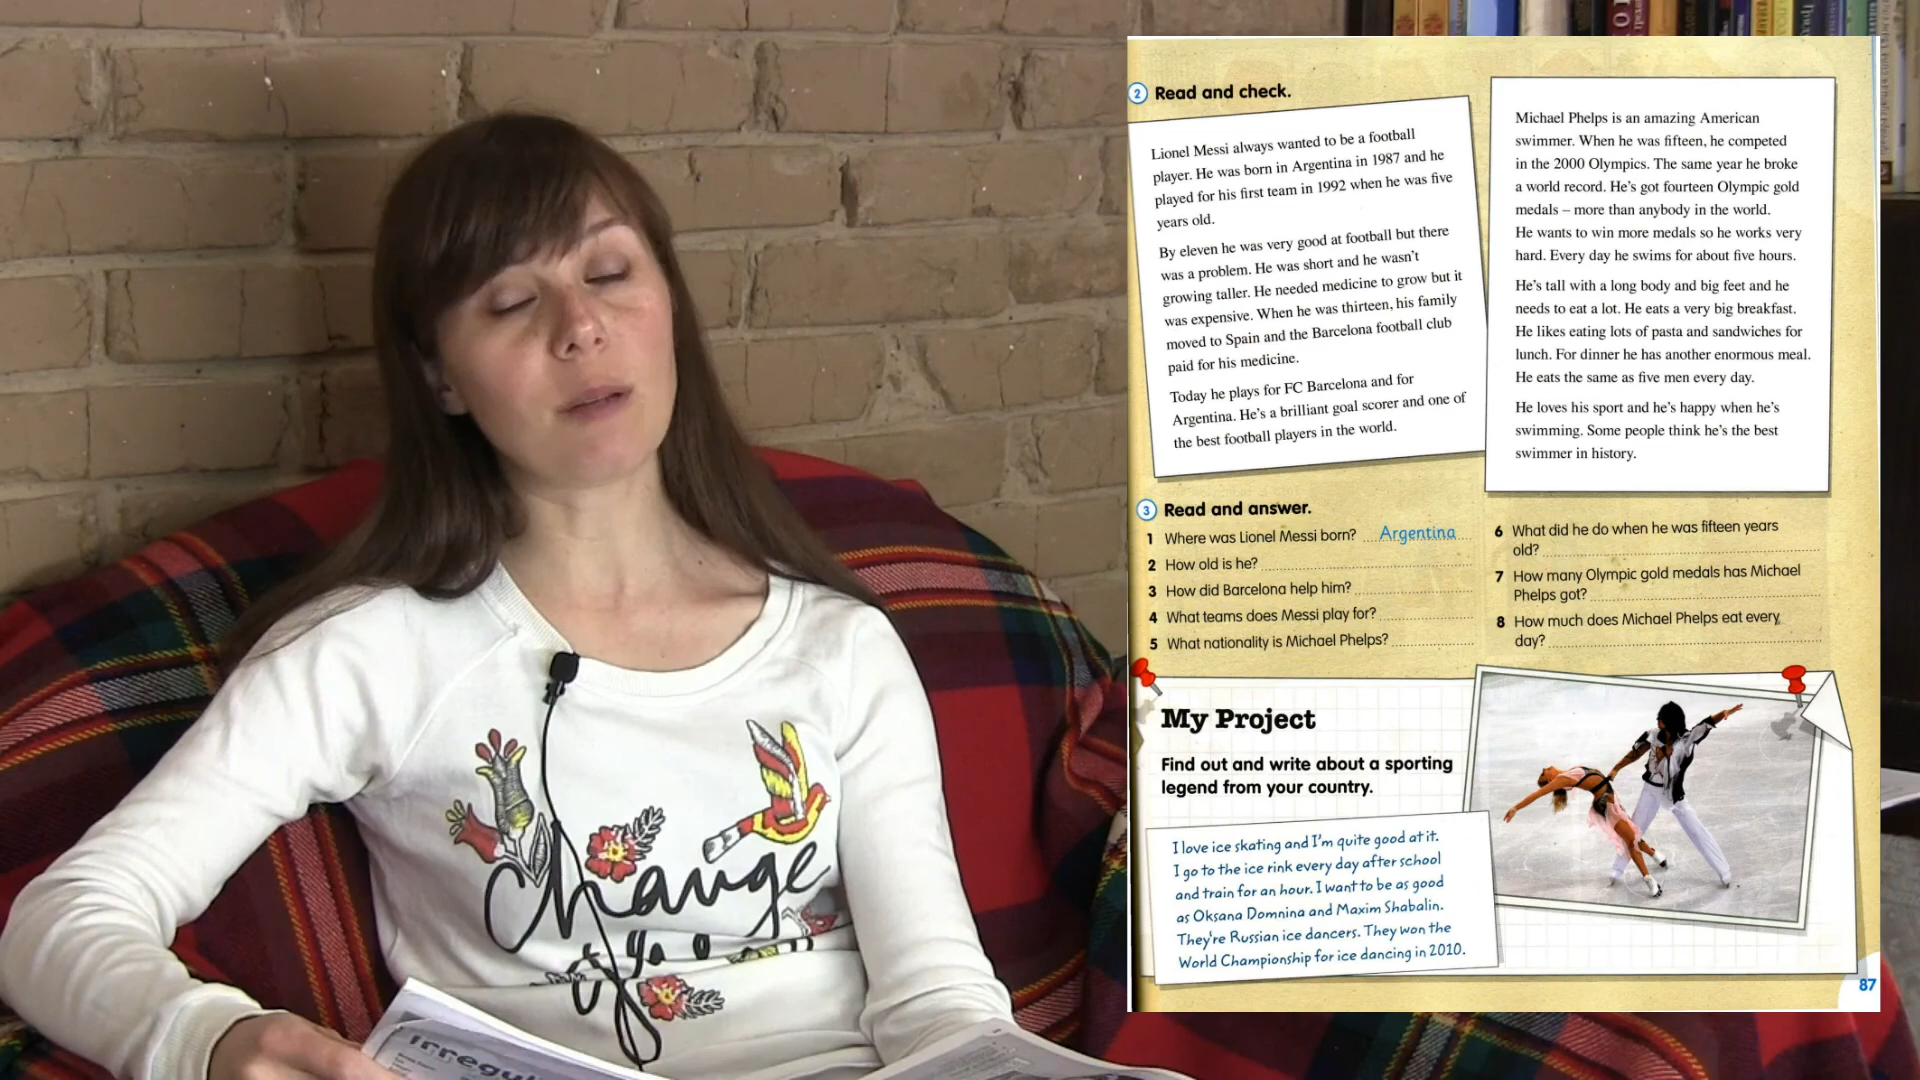 2 Read and check.
Lionel Messi always wanted to be a football
player. He was born in Argentina in 1987 and he
played for his first team in 1992 when he was five
years old.
By eleven he was very good at football but there
was a problem. He was short and he wasn't
growing taller. He needed medicine to grow but it
was expensive. When he was thirteen, his family
moved to Spain and the Barcelona football club
paid for his medicine.
Today he plays for FC Barcelona and for
Argentina. He's a brilliant goal scorer and one of
the best football players in the world.
Michael Phelps is an amazing American
swimmer. When he was fifteen, he competed
in the 2000 Olympics. The same year he broke
a world record. He's got fourteen Olympic gold
medals – more than anybody in the world.
He wants to win more medals so he works very
hard. Every day he swims for about five hours.
He's tall with a long body and big feet and he
needs to eat a lot. He eats a very big breakfast.
He likes eating lots of pasta and sandwiches for
lunch. For dinner he has another enormous meal.
He eats the same as five men every day.
He loves his sport and he's happy when he's
swimming. Some people think he's the best
swimmer in history.
3 Read and answer.
1 Where was Lionel Messi born? Argentina
2 How old is he?
3 How did Barcelona help him?
4 What teams does Messi play for?
5 What nationality is Michael Phelps?
6 What did he do when he was fifteen years
old?
7 How many Olympic gold medals has Michael
Phelps got?
8 How much does Michael Phelps eat every
day?
My Project
Find out and write about a sporting
legend from your country.
I love ice skating and I'm quite good at it.
I go to the ice rink every day after school
and train for an hour. I want to be as good
as Oksana Domnina and Maxim Shabalin.
They're Russian ice dancers. They won the
World Championship for ice dancing in 2010.
87
change
Irregul